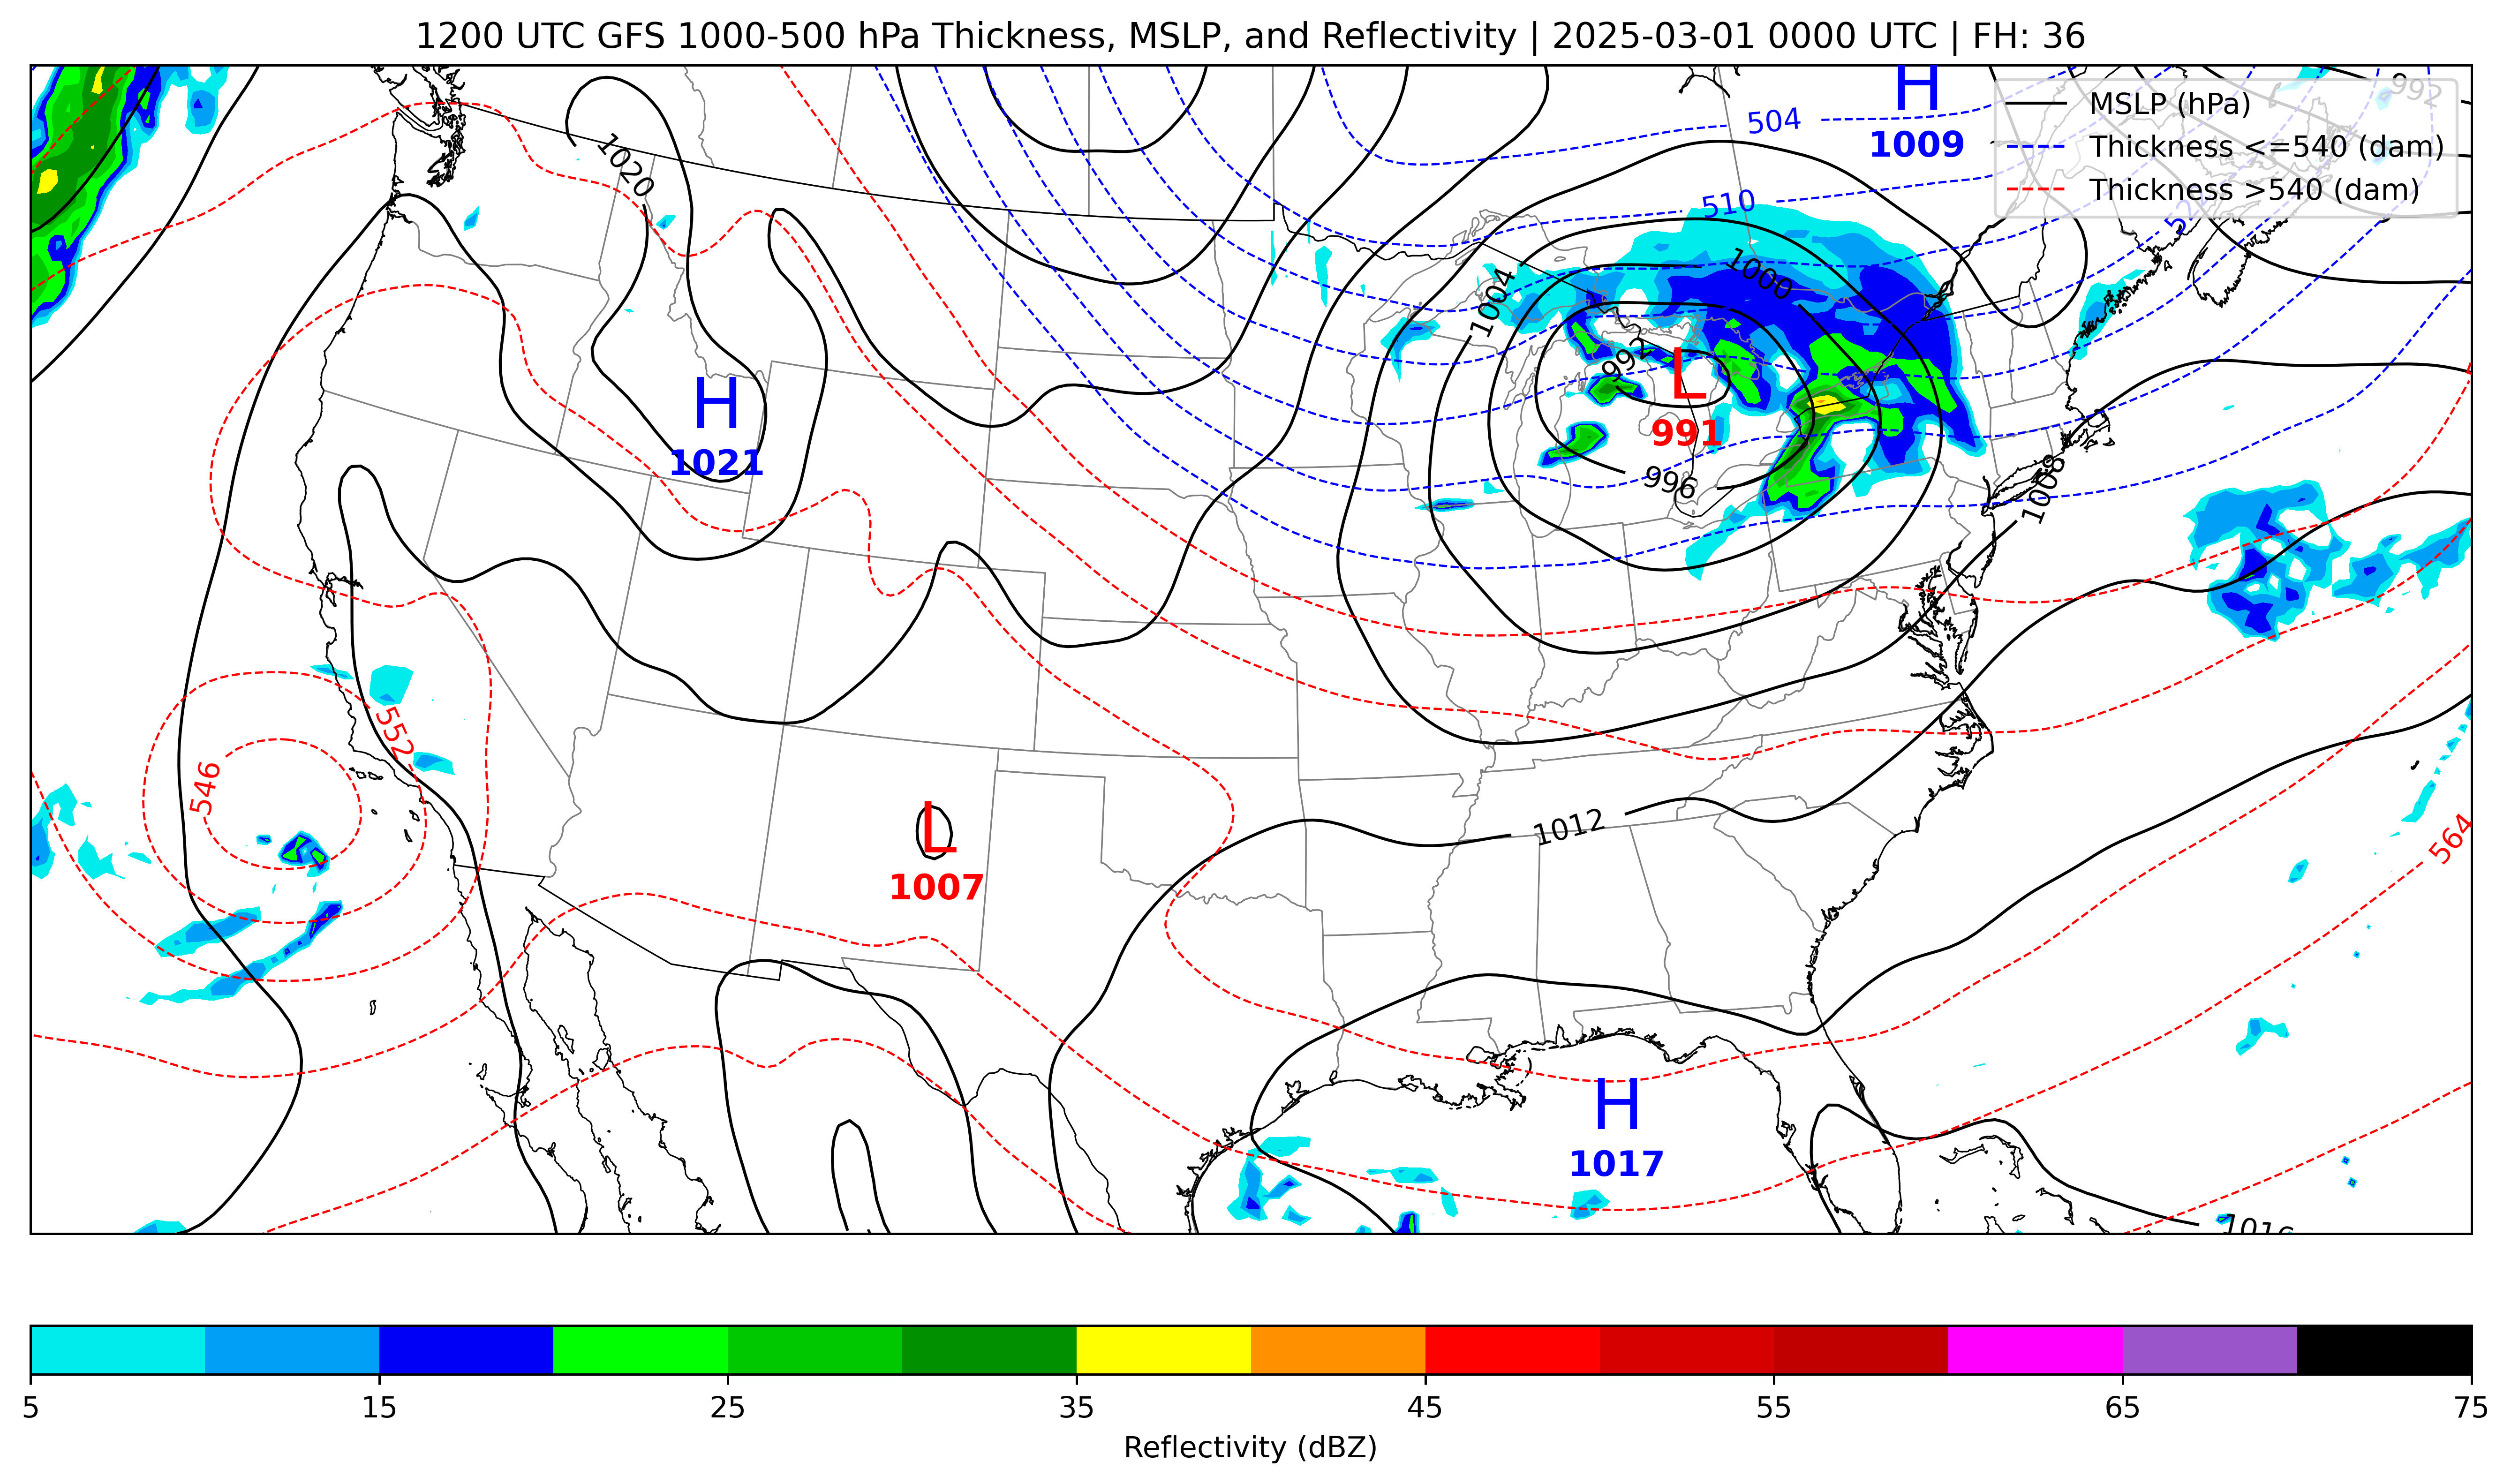 1200 UTC GFS 1000-500 hPa Thickness, MSLP, and Reflectivity | 2025-03-01 0000 UTC | FH: 36
MSLP (hPa)
Thickness <=540 (dam)
Thickness >540 (dam)
992
504
H
1009
510
1020
1000
1004
992
L
991
H
1021
996
1008
552
546
L
1007
1012
564
H
1017
1016
5 15 25 35 45 55 65 75
Reflectivity (dBZ)